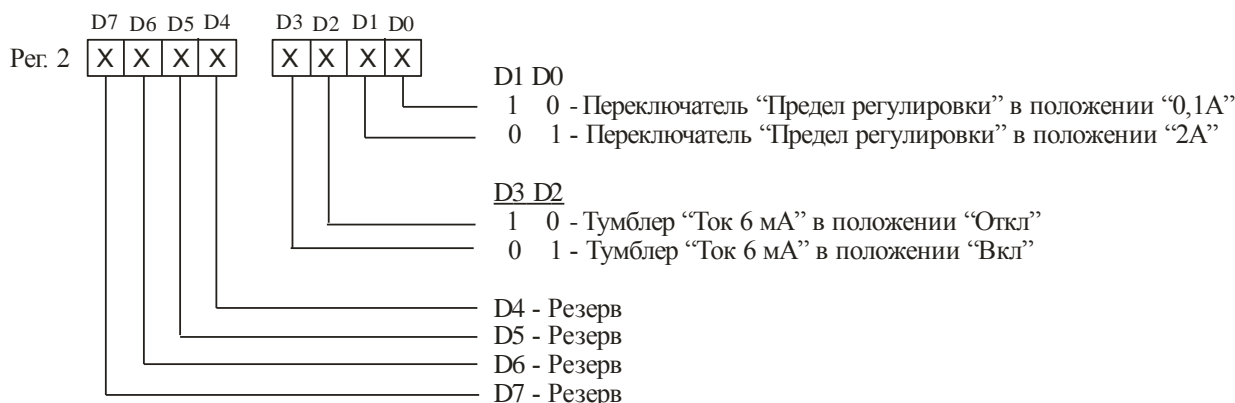 D7 D6 D5 D4 D3 D2 D1 D0
Рег. 2 X X X X X X X X
D1 D0
1 0 - Переключатель “Предел регулировки” в положении “0,1А”
0 1 - Переключатель “Предел регулировки” в положении “2А”
D3 D2
1 0 - Тумблер “Ток 6 мА” в положении “Откл”
0 1 - Тумблер “Ток 6 мА” в положении “Вкл”
D4 - Резерв
D5 - Резерв
D6 - Резерв
D7 - Резерв